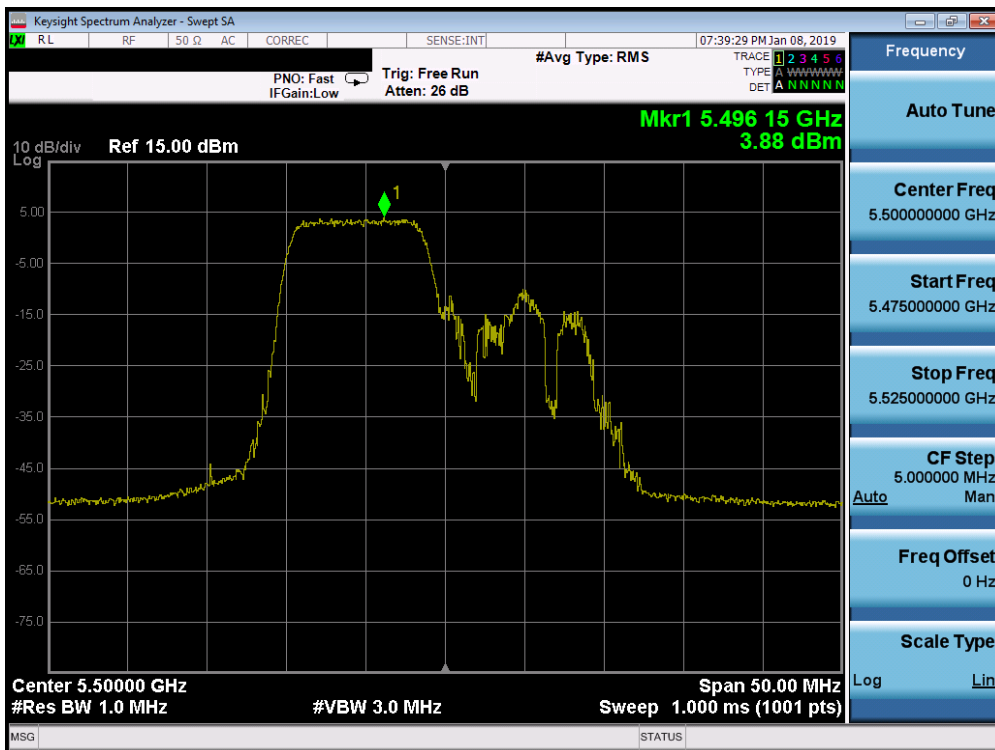 Keysight Spectrum Analyzer - Swept SA
LXI RL RF 50 Ω AC CORREC SENSE:INT 07:39:29 PM Jan 08, 2019
#Avg Type: RMS
TRACE 1 2 3 4 5 6
PNO: Fast Trig: Free Run TYPE A WWWWW
IFGain:Low Atten: 26 dB DET A N N N N N
Mkr1 5.496 15 GHz
3.88 dBm
10 dB/div Ref 15.00 dBm
Log
1
5.00
-5.00
-15.0
-25.0
-35.0
-45.0
-55.0
-65.0
-75.0
Center 5.50000 GHz Span 50.00 MHz
#Res BW 1.0 MHz #VBW 3.0 MHz Sweep 1.000 ms (1001 pts)
MSG STATUS
Frequency
Auto Tune
Center Freq
5.500000000 GHz
Start Freq
5.475000000 GHz
Stop Freq
5.525000000 GHz
CF Step
5.000000 MHz
Auto Man
Freq Offset
0 Hz
Scale Type
Log Lin